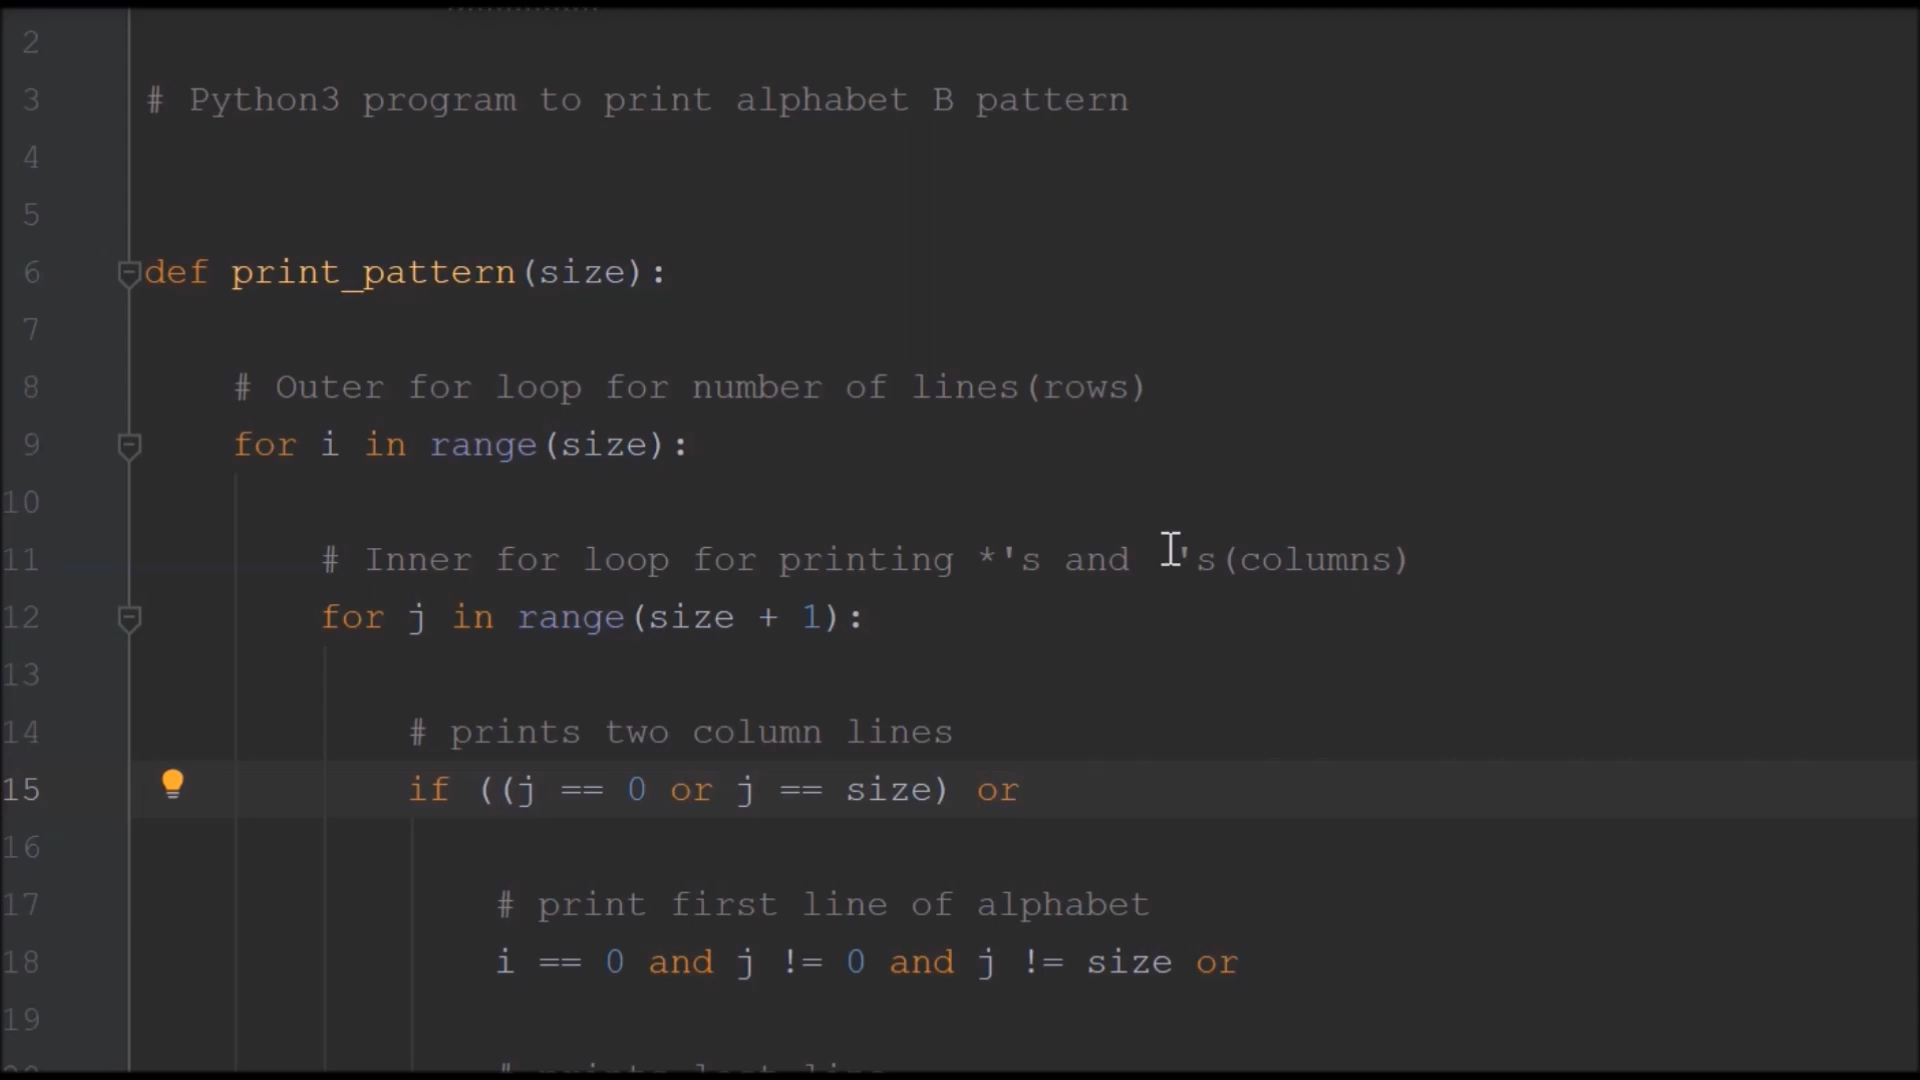 2
3 # Python3 program to print alphabet B pattern
4
5
6 def print_pattern(size):
7
8 # Outer for loop for number of lines(rows)
9 for i in range(size):
10
11 # Inner for loop for printing *'s and 's(columns)
12 for j in range(size + 1):
13
14 # prints two column lines
15 if ((j == 0 or j == size) or
16
17 # print first line of alphabet
18 i == 0 and j != 0 and j != size or
19